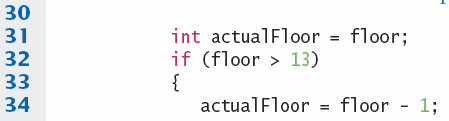 30
31 int actualFloor = floor;
32 if (floor > 13)
33 {
34 actualFloor = floor - 1;